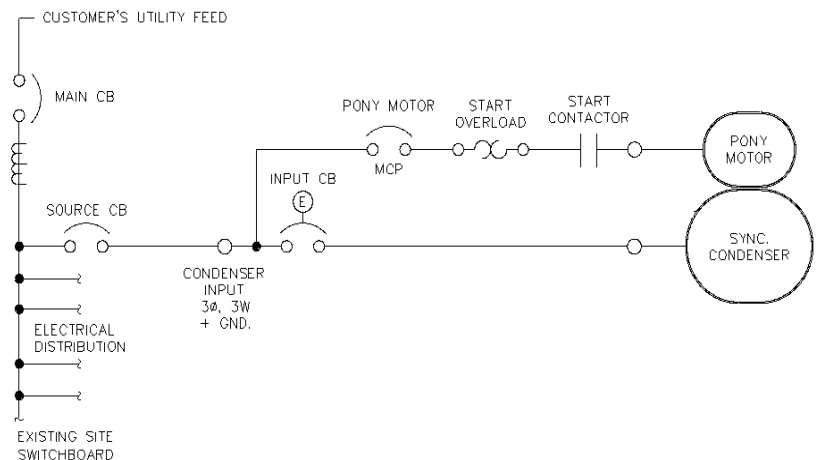 CUSTOMER'S UTILITY FEED
MAIN CB
PONY MOTOR
MCP
START
OVERLOAD
START
CONTACTOR
PONY
MOTOR
INPUT CB
E
SOURCE CB
SYNC.
CONDENSER
CONDENSER
INPUT
3ø, 3W
+ GND.
ELECTRICAL
DISTRIBUTION
EXISTING SITE
SWITCHBOARD